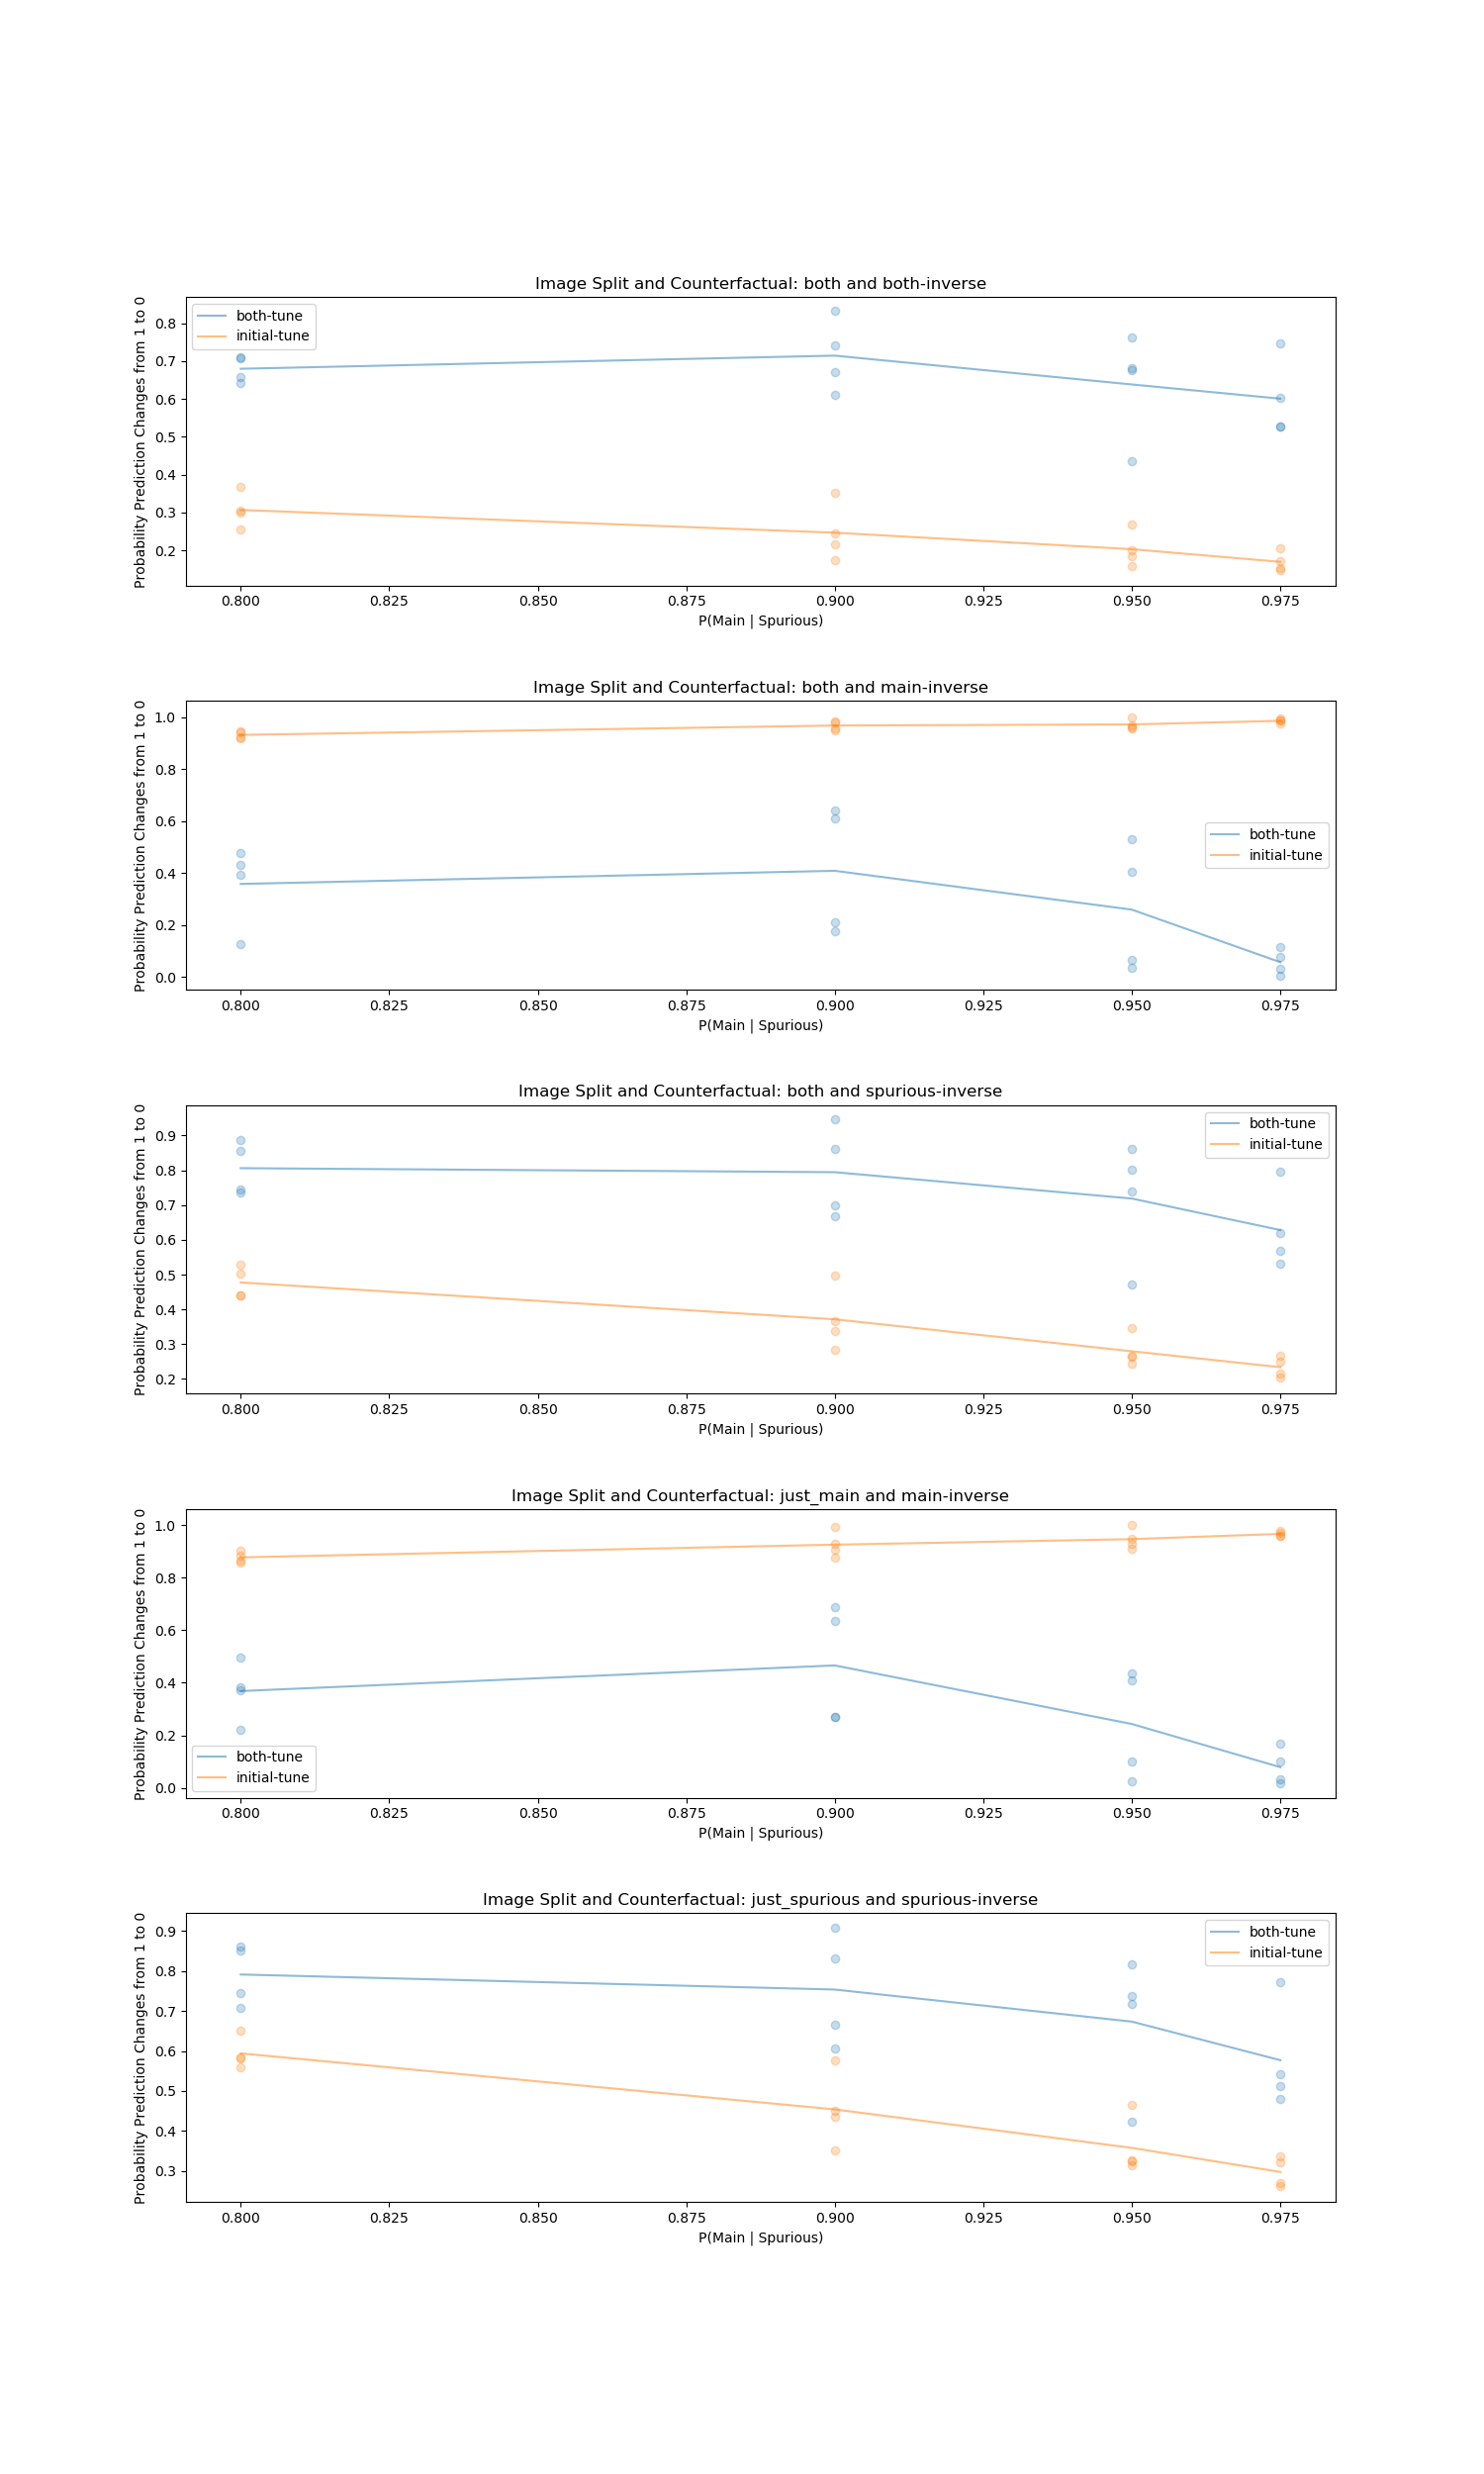 Image Split and Counterfactual: both and both-inverse
Probability Prediction Changes from 1 to 0
0.8
0.7
0.6
0.5
0.4
0.3
0.2
both-tune
initial-tune
0.800 0.825 0.850 0.875 0.900 0.925 0.950 0.975
P(Main | Spurious)
Image Split and Counterfactual: both and main-inverse
Probability Prediction Changes from 1 to 0
1.0
0.8
0.6
0.4
0.2
0.0
both-tune
initial-tune
0.800 0.825 0.850 0.875 0.900 0.925 0.950 0.975
P(Main | Spurious)
Image Split and Counterfactual: both and spurious-inverse
Probability Prediction Changes from 1 to 0
0.9
0.8
0.7
0.6
0.5
0.4
0.3
0.2
both-tune
initial-tune
0.800 0.825 0.850 0.875 0.900 0.925 0.950 0.975
P(Main | Spurious)
Image Split and Counterfactual: just_main and main-inverse
Probability Prediction Changes from 1 to 0
1.0
0.8
0.6
0.4
0.2
0.0
both-tune
initial-tune
0.800 0.825 0.850 0.875 0.900 0.925 0.950 0.975
P(Main | Spurious)
Image Split and Counterfactual: just_spurious and spurious-inverse
Probability Prediction Changes from 1 to 0
0.9
0.8
0.7
0.6
0.5
0.4
0.3
both-tune
initial-tune
0.800 0.825 0.850 0.875 0.900 0.925 0.950 0.975
P(Main | Spurious)